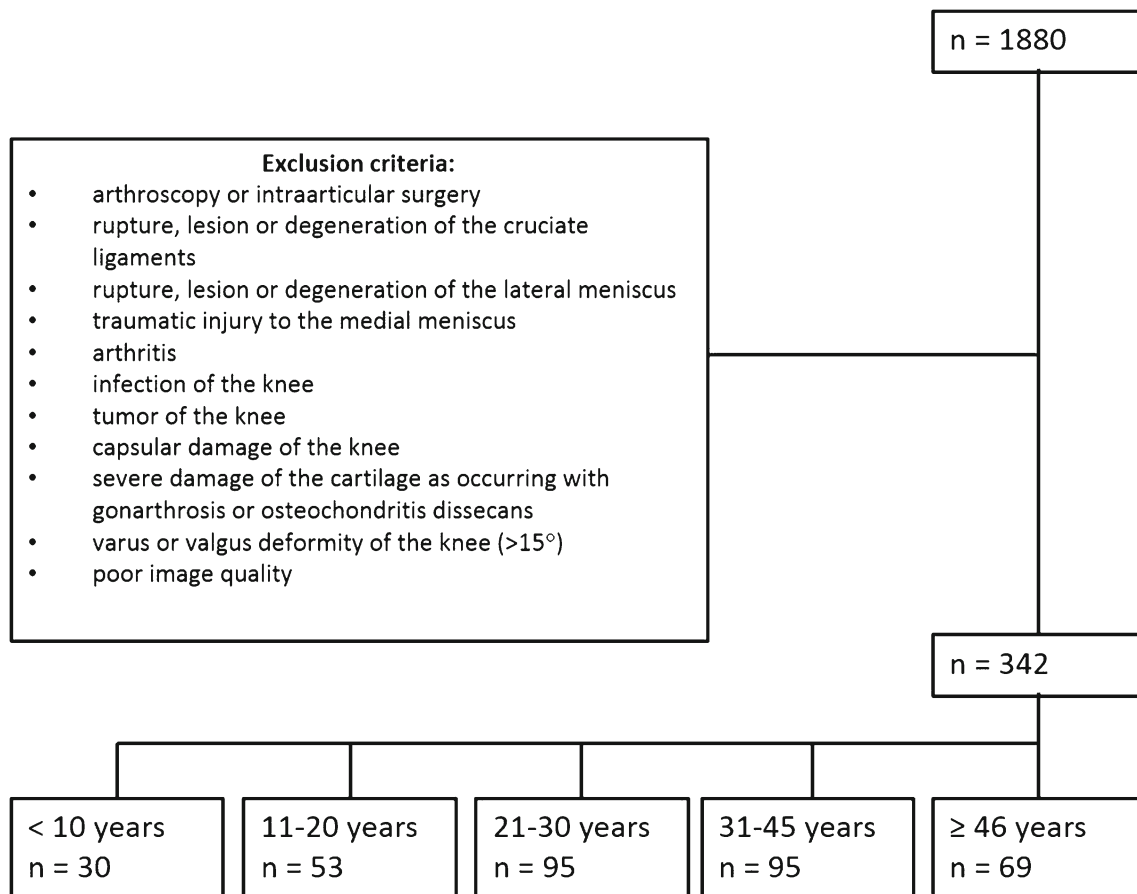 n = 1880
Exclusion criteria:
• arthroscopy or intraarticular surgery
• rupture, lesion or degeneration of the cruciate
ligaments
• rupture, lesion or degeneration of the lateral meniscus
• traumatic injury to the medial meniscus
• arthritis
• infection of the knee
• tumor of the knee
• capsular damage of the knee
• severe damage of the cartilage as occurring with
gonarthrosis or osteochondritis dissecans
• varus or valgus deformity of the knee (>15°)
• poor image quality
n = 342
< 10 years
n = 30
11-20 years
n = 53
21-30 years
n = 95
31-45 years
n = 95
≥ 46 years
n = 69